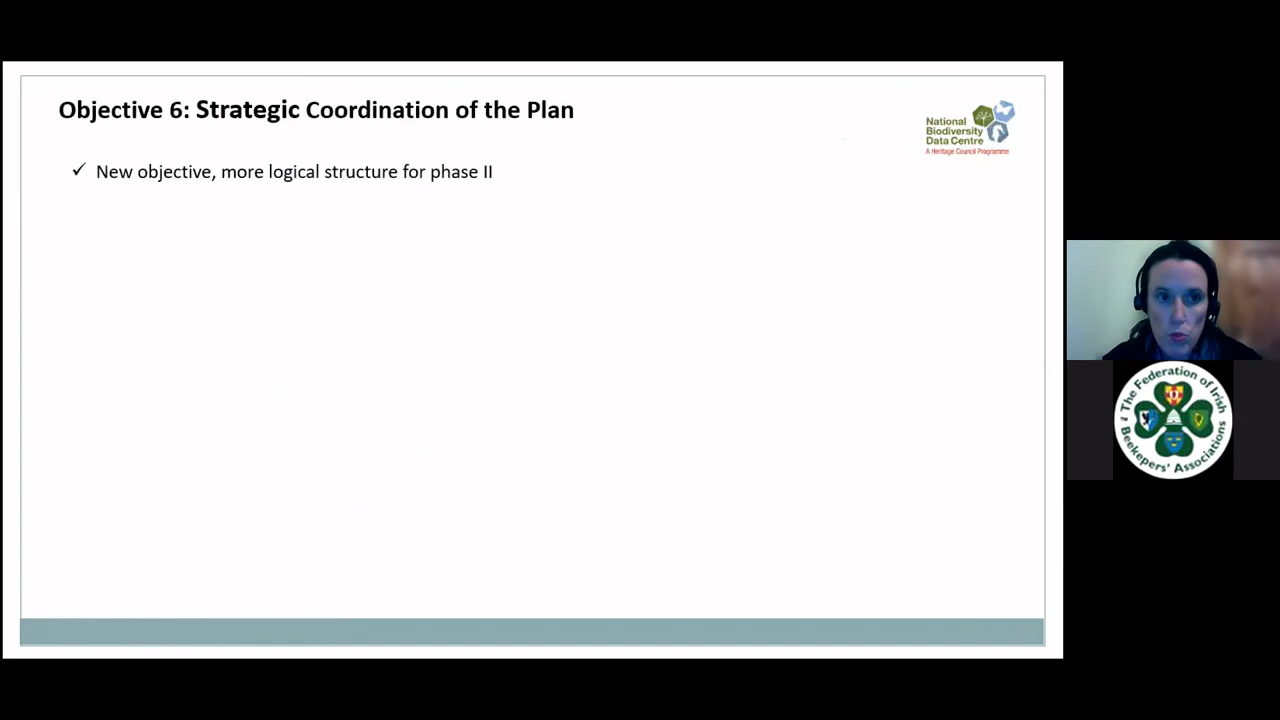 Objective 6: Strategic Coordination of the Plan
✓ New objective, more logical structure for phase II
National
Biodiversity
Data Centre
A Heritage Council Programme
The Federation of Irish
Beekepers' Associations